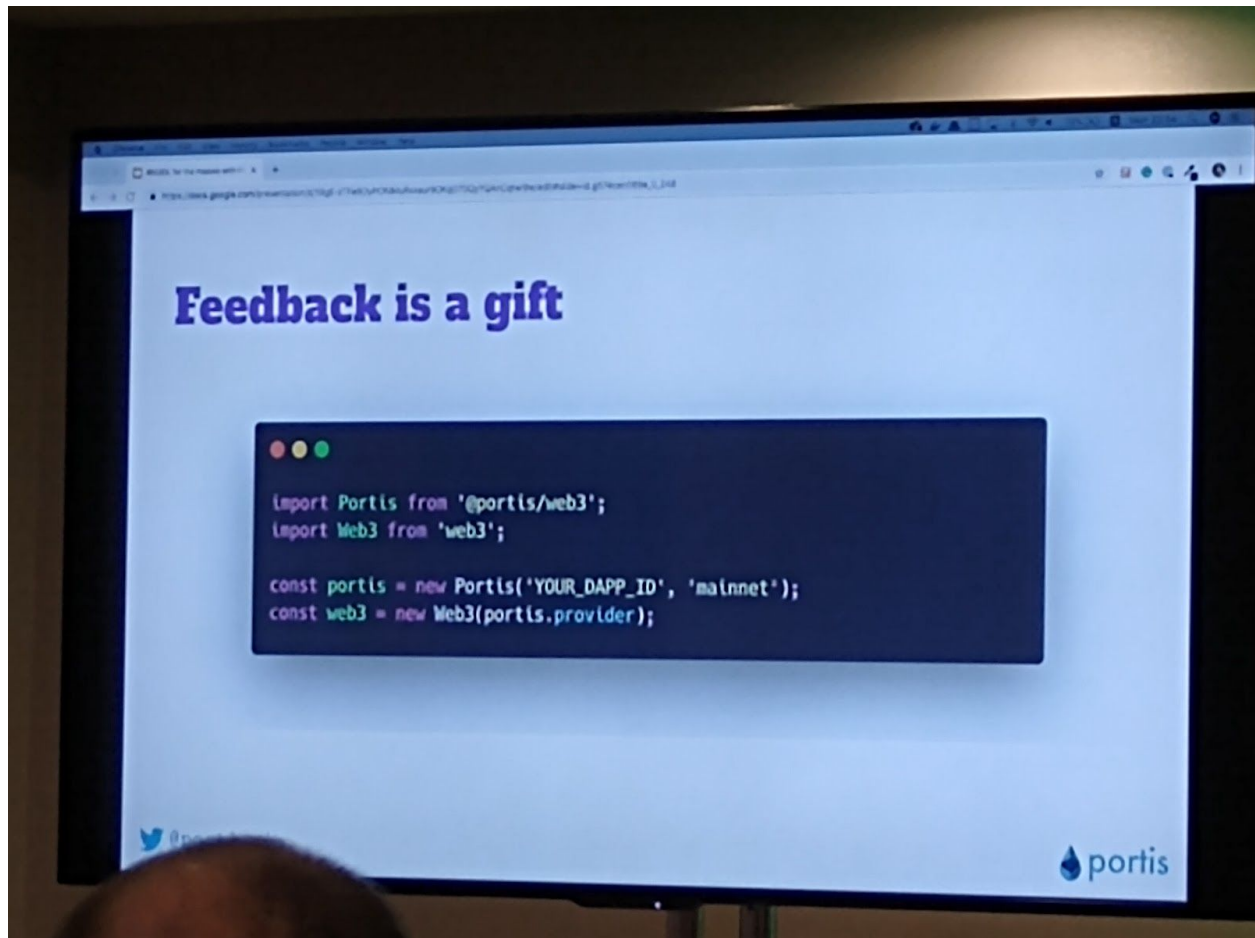 Feedback is a gift
import Portis from '@portis/web3';
import Web3 from 'web3';
const portis = new Portis('YOUR_DAPP_ID', 'mainnet');
const web3 = new Web3(portis.provider);
portis